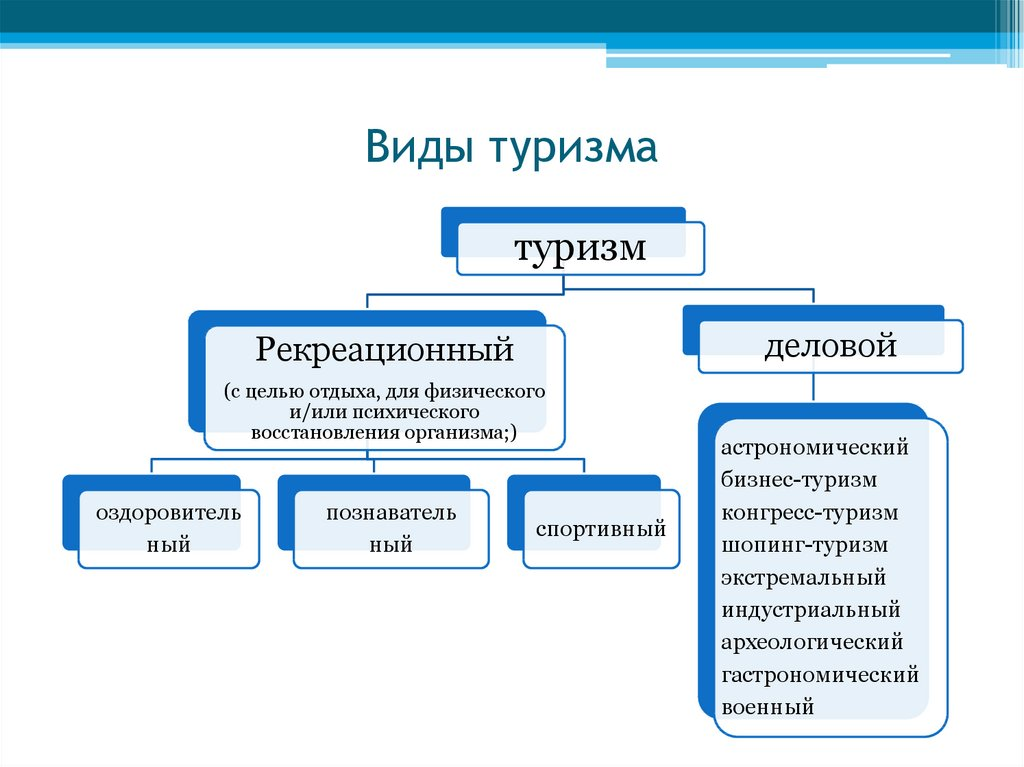 Виды туризма
туризм
Рекреационный
(с целью отдыха, для физического
и/или психического
восстановления организма;)
деловой
оздоровитель
ный
познаватель
ный
спортивный
астрономический
бизнес-туризм
конгресс-туризм
шопинг-туризм
экстремальный
индустриальный
археологический
гастрономический
военный